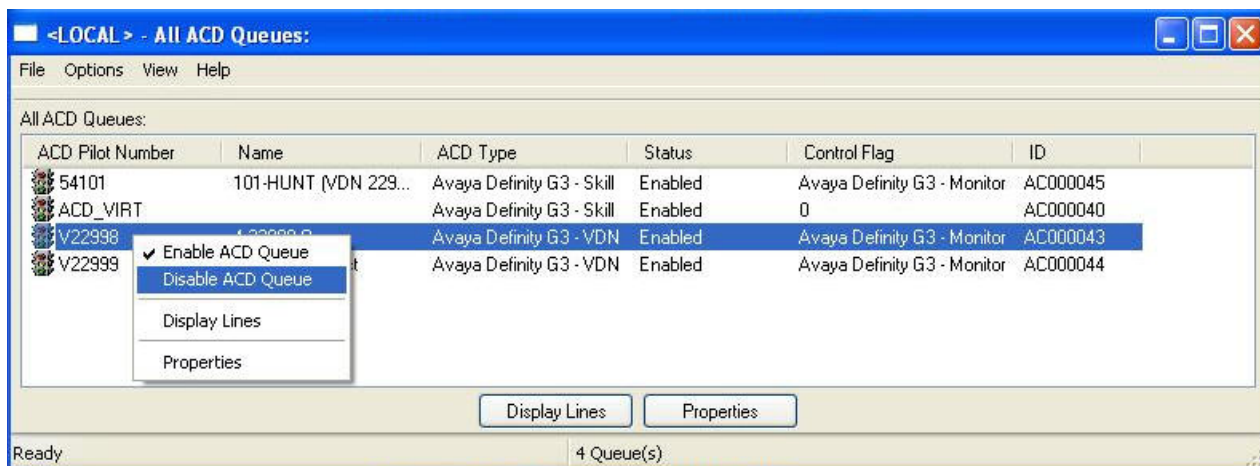 <LOCAL> - All ACD Queues:
File Options View Help
All ACD Queues:
ACD Pilot Number Name ACD Type Status Control Flag ID
54101 101-HUNT (VDN 229... Avaya Definity G3 - Skill Enabled Avaya Definity G3 - Monitor AC000045
ACD_VIRT Avaya Definity G3 - Skill Enabled 0 AC000040
V22998 Avaya Definity G3 - VDN Enabled Avaya Definity G3 - Monitor AC000043
V22999 Avaya Definity G3 - VDN Enabled Avaya Definity G3 - Monitor AC000044
Enable ACD Queue
Disable ACD Queue
Display Lines
Properties
Display Lines Properties
Ready 4 Queue(s)